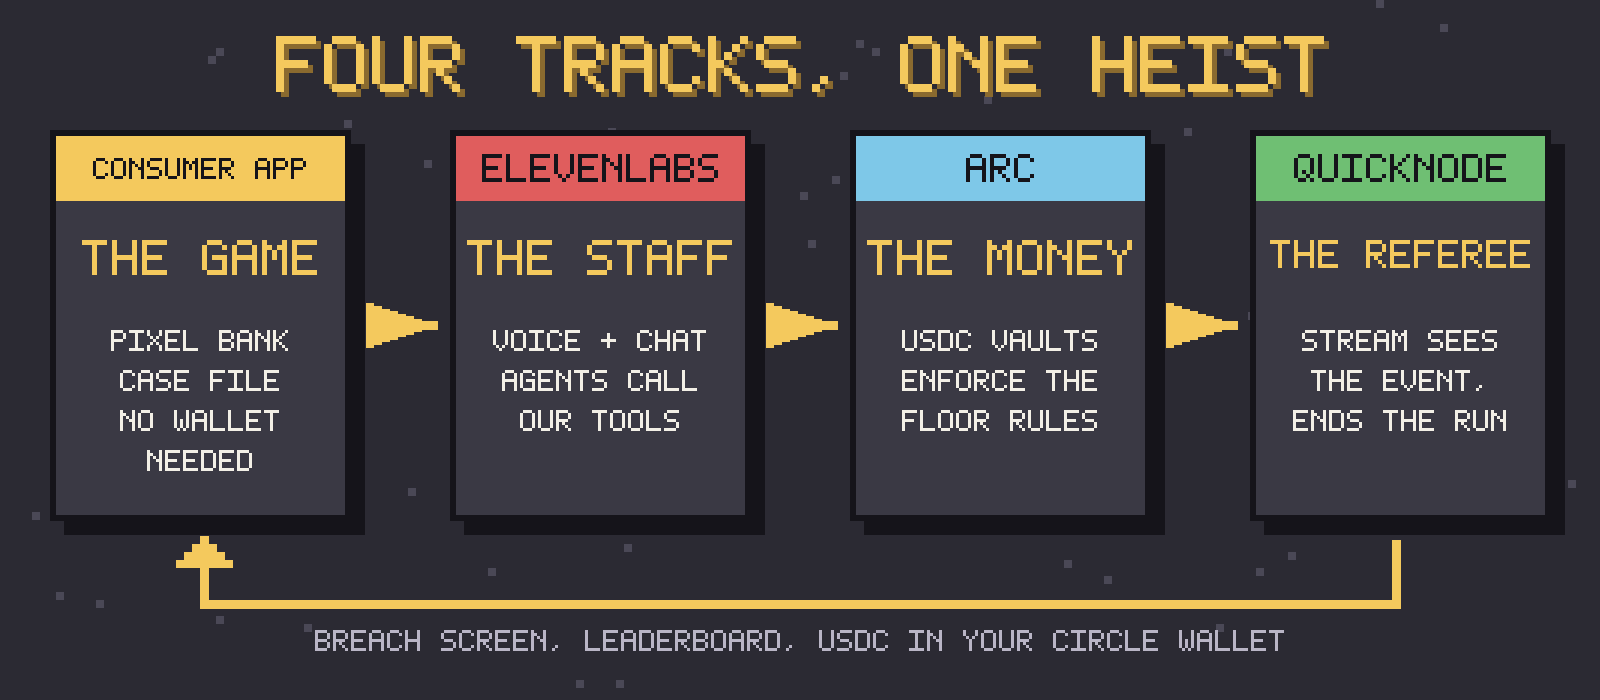 FOUR TRACKS, ONE HEIST
CONSUMER APP
THE GAME
PIXEL BANK
CASE FILE
NO WALLET
NEEDED
ELEVENLABS
THE STAFF
VOICE + CHAT
AGENTS CALL
OUR TOOLS
ARC
THE MONEY
USDC VAULTS
ENFORCE THE
FLOOR RULES
QUICKNODE
THE REFEREE
STREAM SEES
THE EVENT,
ENDS THE RUN
BREACH SCREEN, LEADERBOARD, USDC IN YOUR CIRCLE WALLET